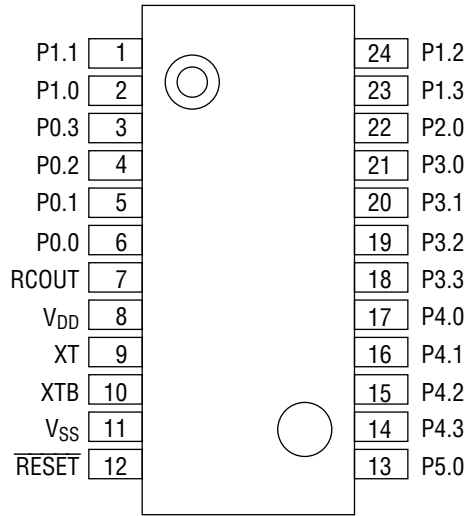 P1.1 1 24 P1.2
P1.0 2 23 P1.3
P0.3 3 22 P2.0
P0.2 4 21 P3.0
P0.1 5 20 P3.1
P0.0 6 19 P3.2
RCOUT 7 18 P3.3
VDD 8 17 P4.0
XT 9 16 P4.1
XTB 10 15 P4.2
VSS 11 14 P4.3
RESET 12 13 P5.0